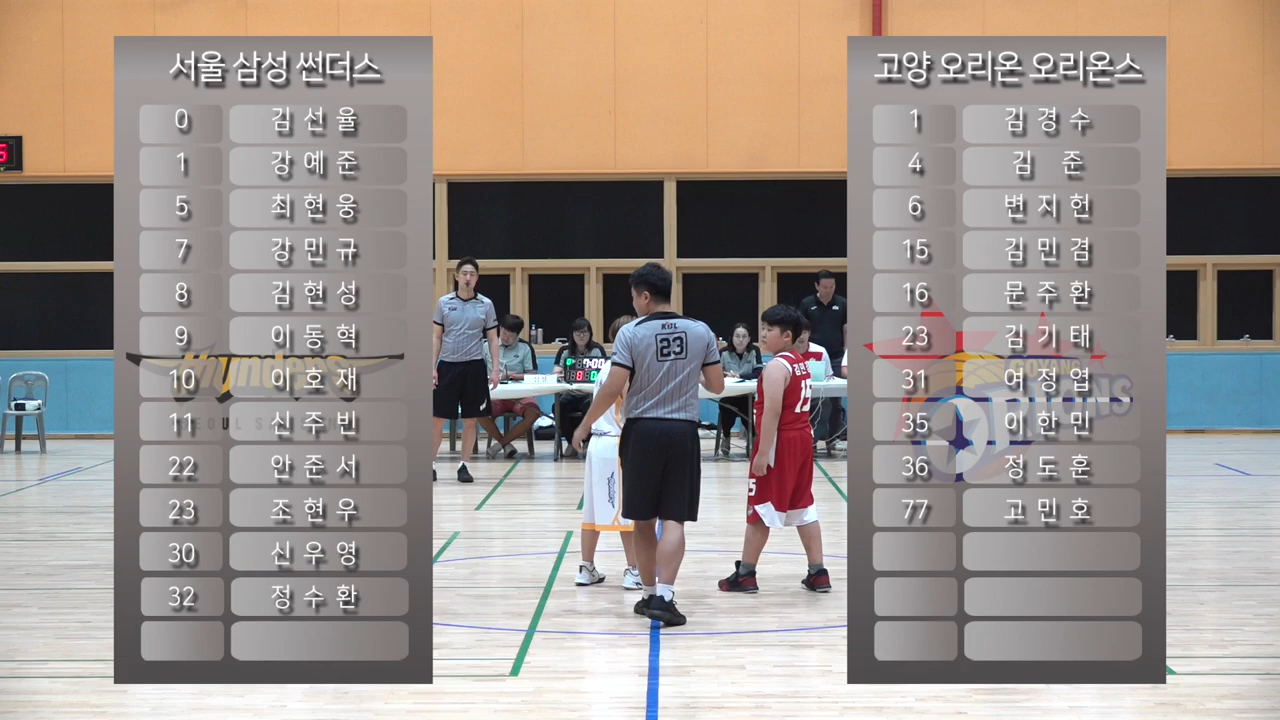 서울 삼성 썬더스
0 김선율
1 강예준
5 최현웅
7 강민규
8 김현성
9 이동혁
10 이호재
11 신주빈
22 안준서
23 조현우
30 신우영
32 정수환
고양 오리온 오리온스
1 김경수
4 김 준
6 변지헌
15 김민겸
16 문주환
23 김기태
31 여정엽
35 이한민
36 정도훈
77 고민호
Thunders
KBL
23
15